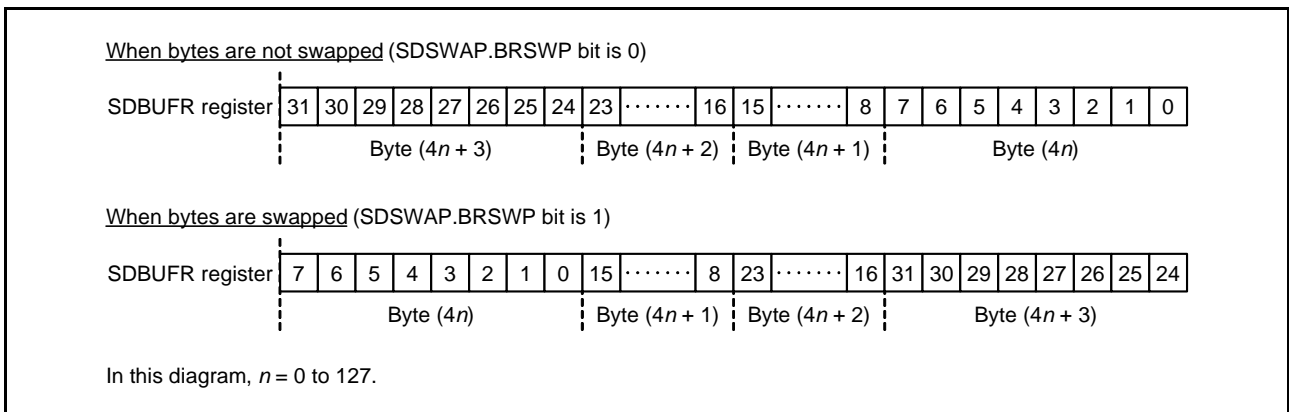 When bytes are not swapped (SDSWAP.BRSWP bit is 0)
SDBUFR register 31 30 29 28 27 26 25 24 23 ······· 16 15 ······· 8 7 6 5 4 3 2 1 0
Byte (4n + 3) Byte (4n + 2) Byte (4n + 1) Byte (4n)
When bytes are swapped (SDSWAP.BRSWP bit is 1)
SDBUFR register 7 6 5 4 3 2 1 0 15 ······· 8 23 ······· 16 31 30 29 28 27 26 25 24
Byte (4n) Byte (4n + 1) Byte (4n + 2) Byte (4n + 3)
In this diagram, n = 0 to 127.